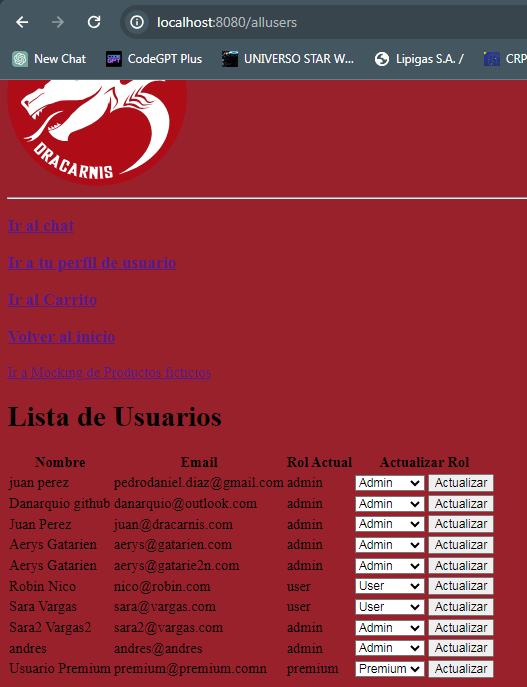 localhost:8080/allusers
New Chat CodeGPT Plus UNIVERSO STAR W... Lipigas S.A. / CRP
DRACARNIS
Ir al chat
Ir a tu perfil de usuario
Ir al Carrito
Volver al inicio
Ir a Mocking de Productos ficticios
Lista de Usuarios
Nombre Email Rol Actual Actualizar Rol
juan perez pedrodaniel.diaz@gmail.com admin Admin Actualizar
Danarquio github danarquio@outlook.com admin Admin Actualizar
Juan Perez juan@dracarnis.com admin Admin Actualizar
Aerys Gatarien aerys@gatarien.com admin Admin Actualizar
Aerys Gatarien aerys@gatarie2n.com admin Admin Actualizar
Robin Nico nico@robin.com user User Actualizar
Sara Vargas sara@vargas.com user User Actualizar
Sara2 Vargas2 sara2@vargas.com admin Admin Actualizar
andres andres@andres admin Admin Actualizar
Usuario Premium premium@premium.comn premium Premium Actualizar